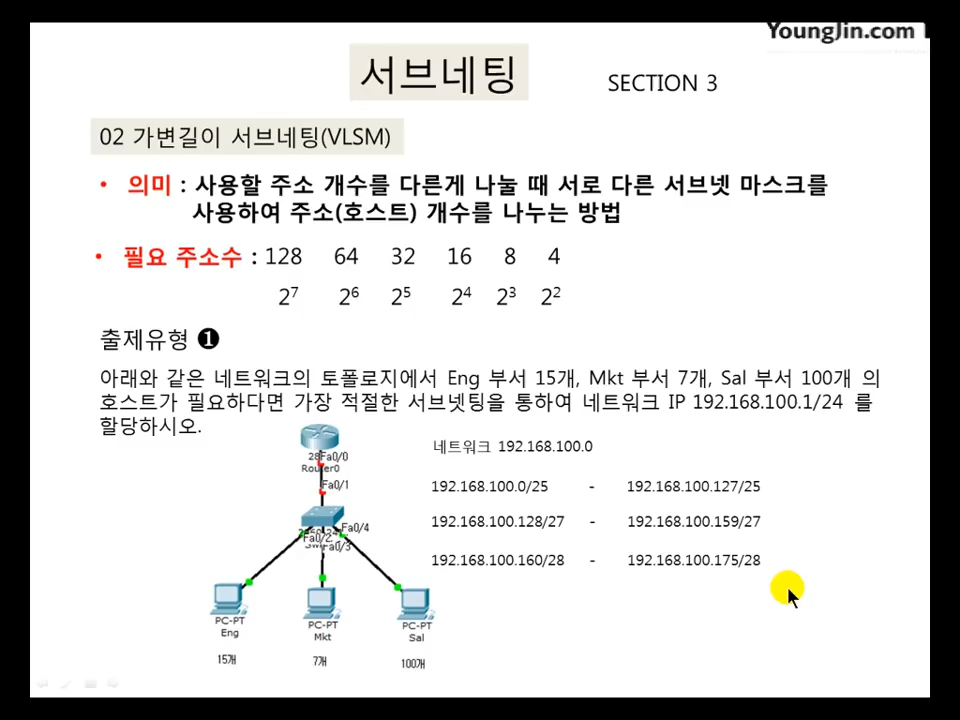 YoungJin.com
서브네팅
SECTION 3
02 가변길이 서브네팅(VLSM)
• 의미 : 사용할 주소 개수를 다른게 나눌 때 서로 다른 서브넷 마스크를
사용하여 주소(호스트) 개수를 나누는 방법
• 필요 주소수 : 128 64 32 16 8 4
2⁷ 2⁶ 2⁵ 2⁴ 2³ 2²
출제유형 ❶
아래와 같은 네트워크의 토폴로지에서 Eng 부서 15개, Mkt 부서 7개, Sal 부서 100개 의
호스트가 필요하다면 가장 적절한 서브넷팅을 통하여 네트워크 IP 192.168.100.1/24 를
할당하시오.
네트워크 192.168.100.0
192.168.100.0/25 - 192.168.100.127/25
192.168.100.128/27 - 192.168.100.159/27
192.168.100.160/28 - 192.168.100.175/28
Fa0/0
Router0
Fa0/1
Fa0/4
Fa0/2
Fa0/3
PC-PT
Eng
PC-PT
Mkt
PC-PT
Sal
15개
7개
100개